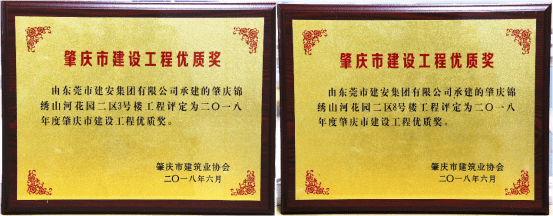 肇庆市建设工程优质奖
由东莞市建安集团有限公司承建的肇庆锦
绣山河花园二区3号楼工程评定为二〇一八
年度肇庆市建设工程优质奖。
肇庆市建筑业协会
二〇一八年六月
肇庆市建设工程优质奖
由东莞市建安集团有限公司承建的肇庆锦
绣山河花园二区8号楼工程评定为二〇一八
年度肇庆市建设工程优质奖。
肇庆市建筑业协会
二〇一八年六月